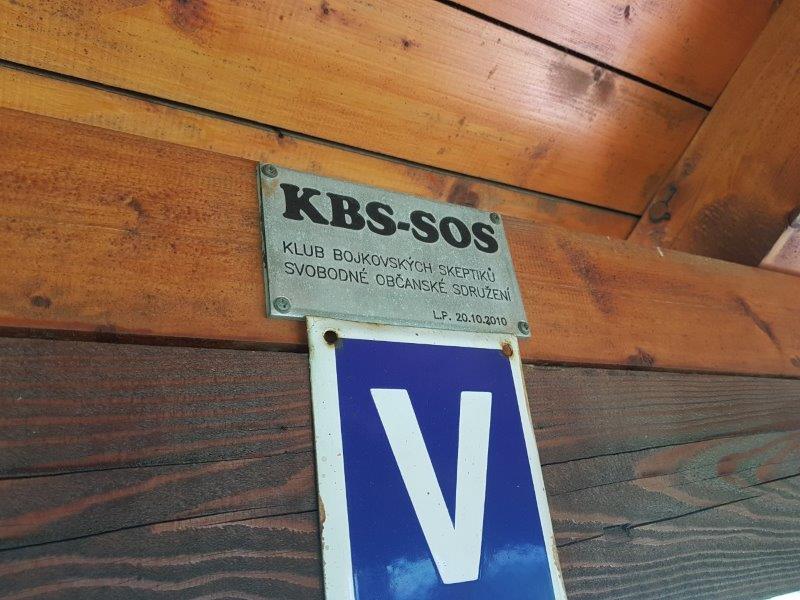 KBS-SOS
KLUB BOJKOVSKÝCH SKEPTIKŮ
SVOBODNÉ OBČANSKÉ SDRUŽENÍ
L.P. 20.10.2010
V